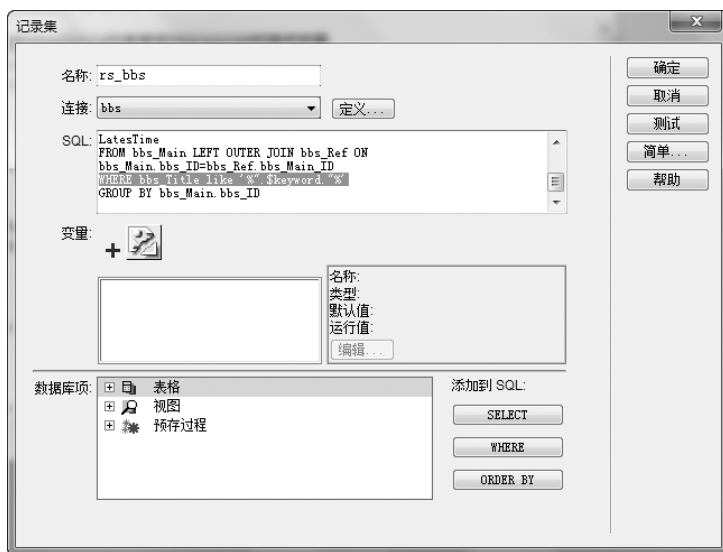 记录集
名称: rs_bbs
连接: bbs 定义...
SQL: LatesTime
FROM bbs_Main LEFT OUTER JOIN bbs_Ref ON
bbs_Main.bbs_ID=bbs_Ref.bbs_Main_ID
WHERE bbs_Title like '%".$keyword."%'
GROUP BY bbs_Main.bbs_ID
变量:
名称:
类型:
默认值:
运行值:
编辑...
数据库项: 表格
视图
预存过程
添加到 SQL:
SELECT
WHERE
ORDER BY
确定
取消
测试
简单...
帮助